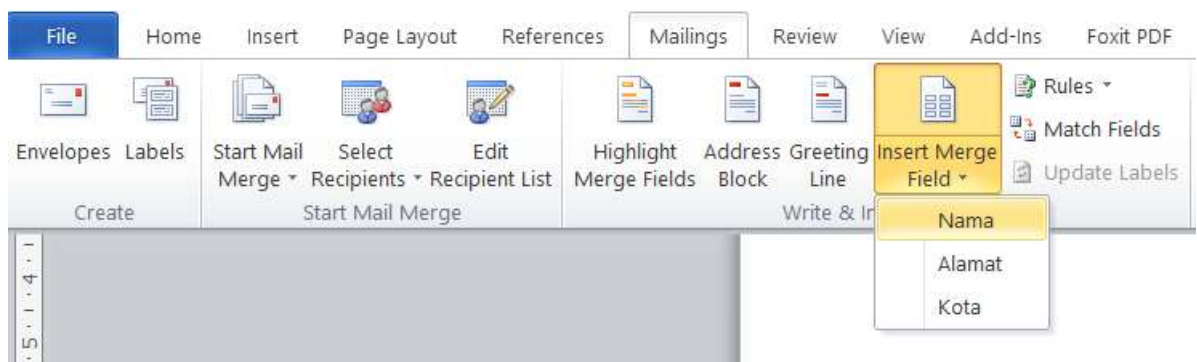 File Home Insert Page Layout References Mailings Review View Add-Ins Foxit PDF
Envelopes Labels Start Mail Merge Select Recipients Edit Recipient List Highlight Merge Fields Address Block Greeting Line Insert Merge Field Rules
Match Fields
Update Labels
Create Start Mail Merge Write &
Nama
Alamat
Kota
4
5